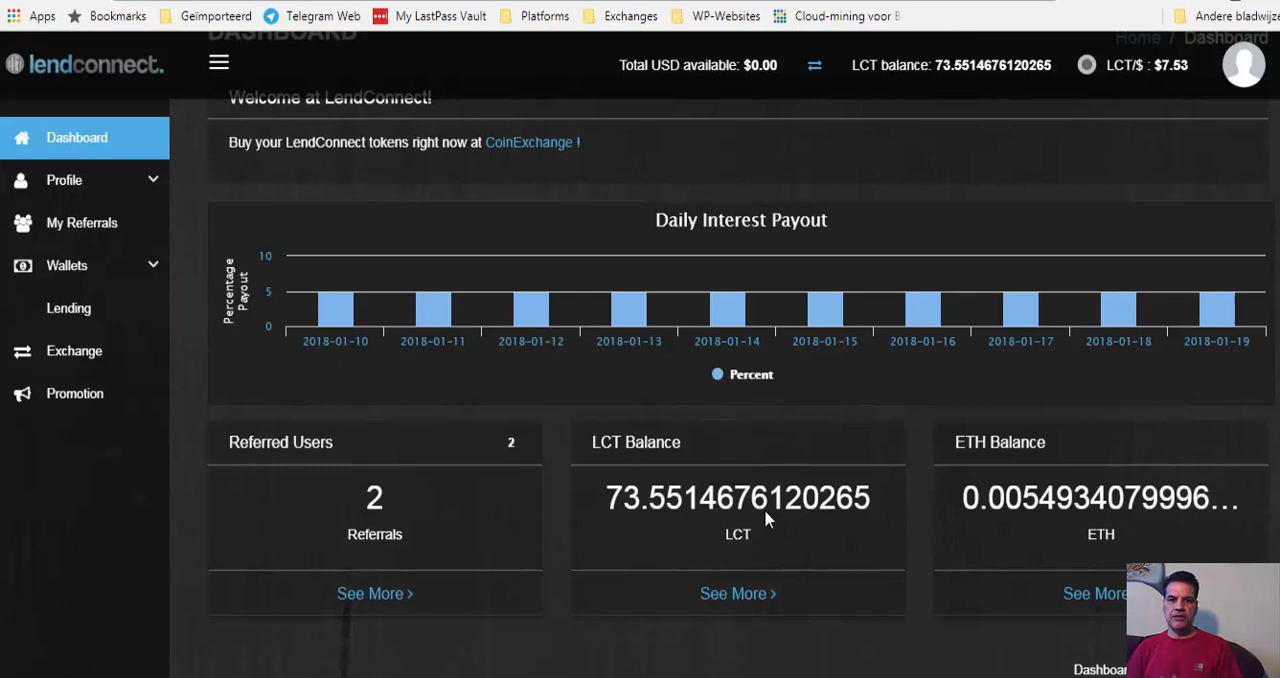 Apps Bookmarks Geïmporteerd Telegram Web My LastPass Vault Platforms Exchanges WP-Websites Cloud-mining voor Andere bladwijze
DASHBOARD Home / Dashboard
lendconnect. Total USD available: $0.00 LCT balance: 73.5514676120265 LCT/$ : $7.53
Welcome at LendConnect!
Dashboard
Buy your LendConnect tokens right now at CoinExchange !
Profile
My Referrals
Wallets
Lending
Exchange
Promotion
Daily Interest Payout
Percentage Payout
10
5
0
2018-01-10 2018-01-11 2018-01-12 2018-01-13 2018-01-14 2018-01-15 2018-01-16 2018-01-17 2018-01-18 2018-01-19
Percent
Referred Users 2
2
Referrals
See More >
LCT Balance
73.5514676120265
LCT
See More >
ETH Balance
0.0054934079996...
ETH
See More
Dashboar